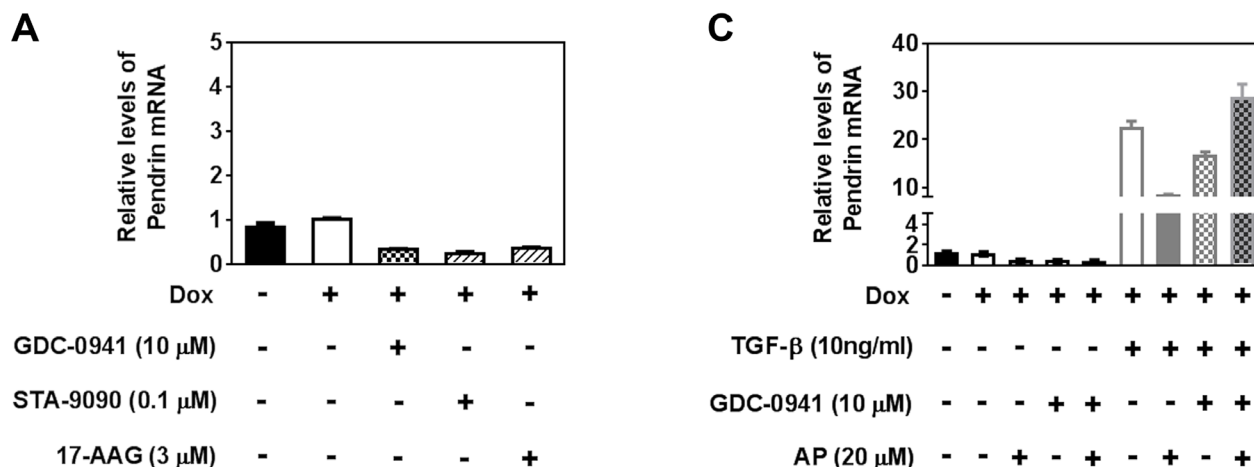 A
Relative levels of
Pendrin mRNA
5
4
3
2
1
0
Dox - + + + +
GDC-0941 (10 μM) - - + - -
STA-9090 (0.1 μM) - - - + -
17-AAG (3 μM) - - - - +
C
Relative levels of
Pendrin mRNA
40
30
20
10
4
2
0
Dox - + + + + + + + +
TGF-β (10ng/ml) - - - - - + + + +
GDC-0941 (10 μM) - - - + + - - + +
AP (20 μM) - - + - + - + - +